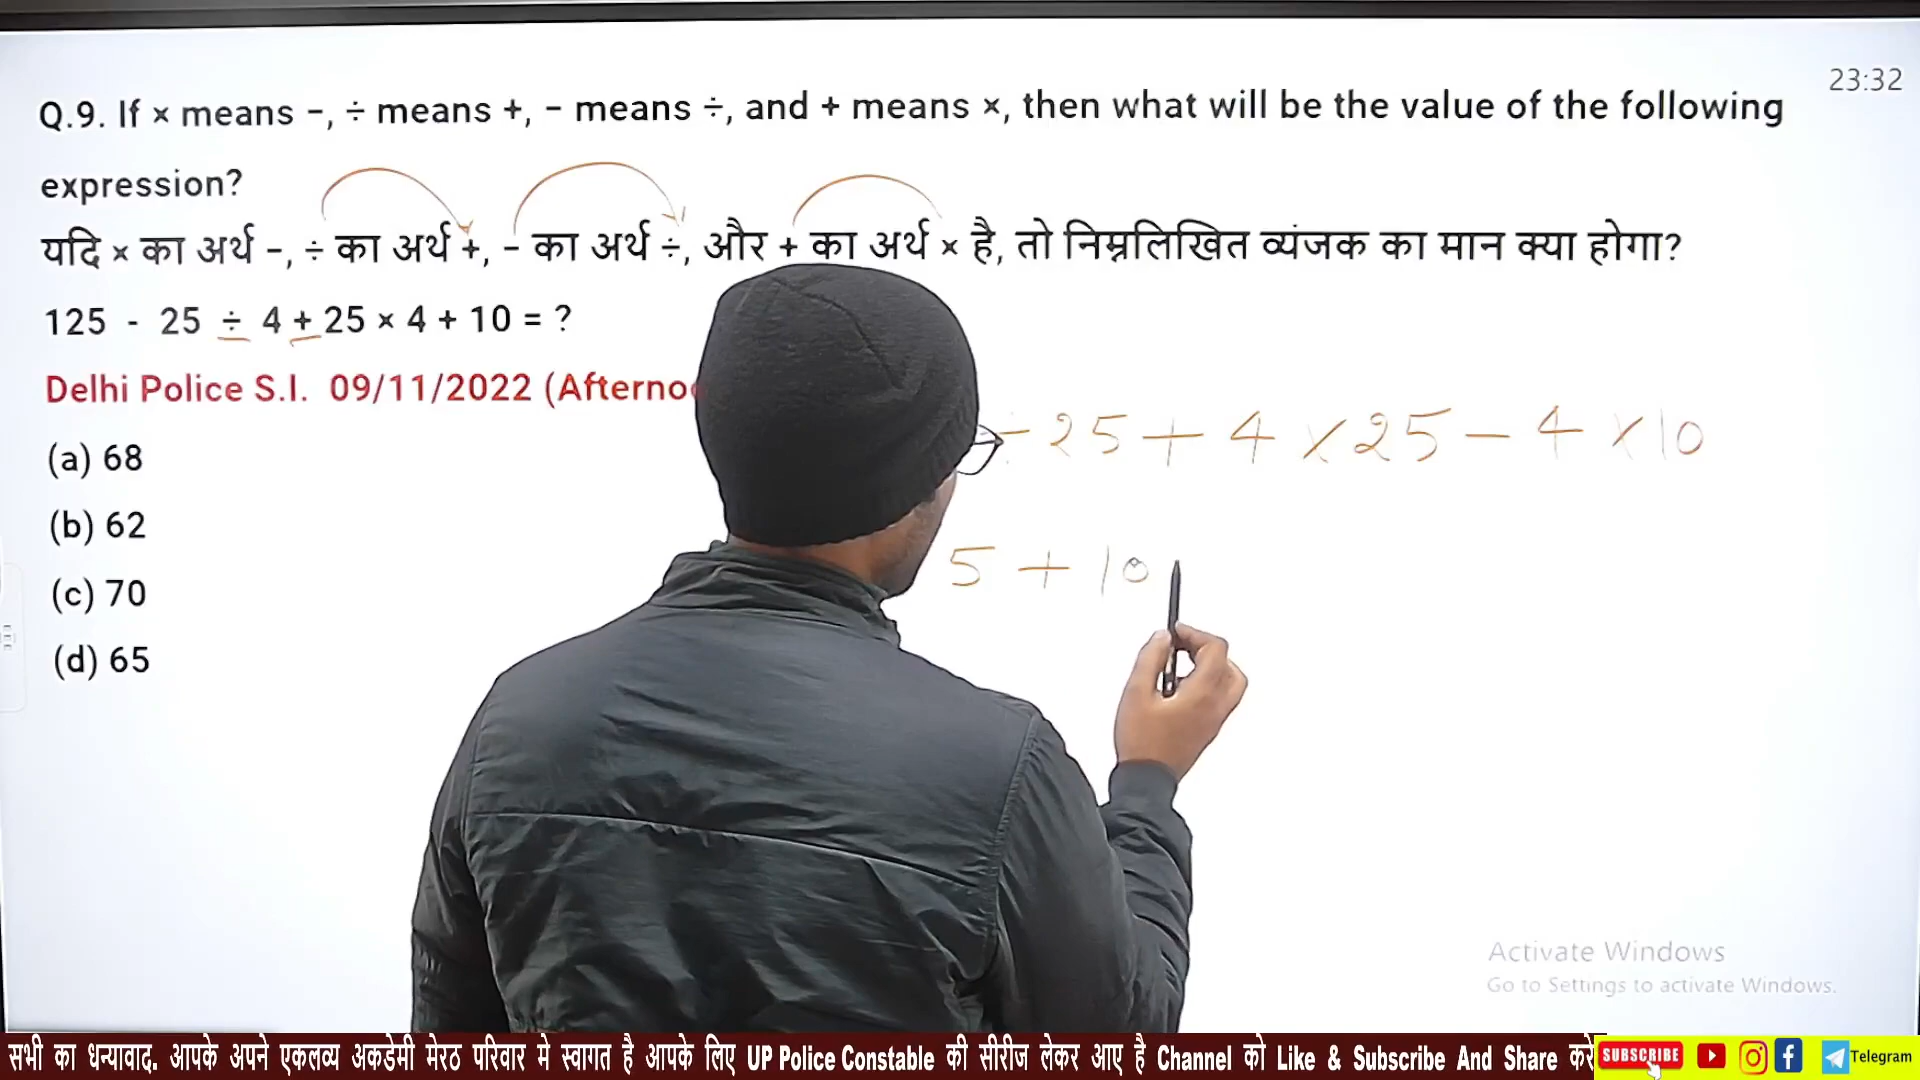 23:32
Q.9. If × means −, ÷ means +, − means ÷, and + means ×, then what will be the value of the following
expression?
यदि × का अर्थ −, ÷ का अर्थ +, − का अर्थ ÷, और + का अर्थ × है, तो निम्नलिखित व्यंजक का मान क्या होगा?
125 - 25 ÷ 4 + 25 × 4 + 10 = ?
Delhi Police S.I. 09/11/2022
(a) 68
÷ 25 + 4 × 25 − 4 × 10
(b) 62
5 + 10
(c) 70
(d) 65
Activate Windows
Go to Settings to activate Windows.
सभी का धन्यवाद. आपके अपने एकलव्य अकडेमी मेरठ परिवार मे स्वागत है आपके लिए UP Police Constable की सीरीज लेकर आए है Channel को Like & Subscribe And Share करें
SUBSCRIBE
Telegram